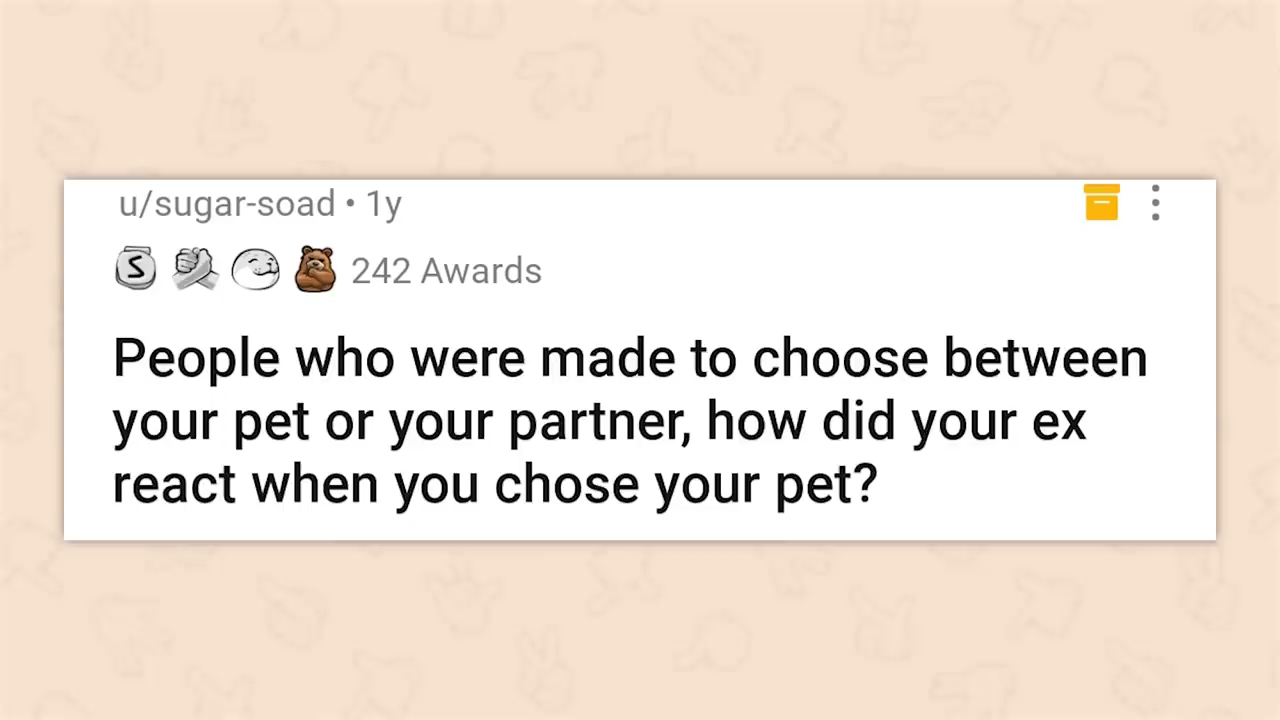 u/sugar-soad • 1y
242 Awards
People who were made to choose between
your pet or your partner, how did your ex
react when you chose your pet?